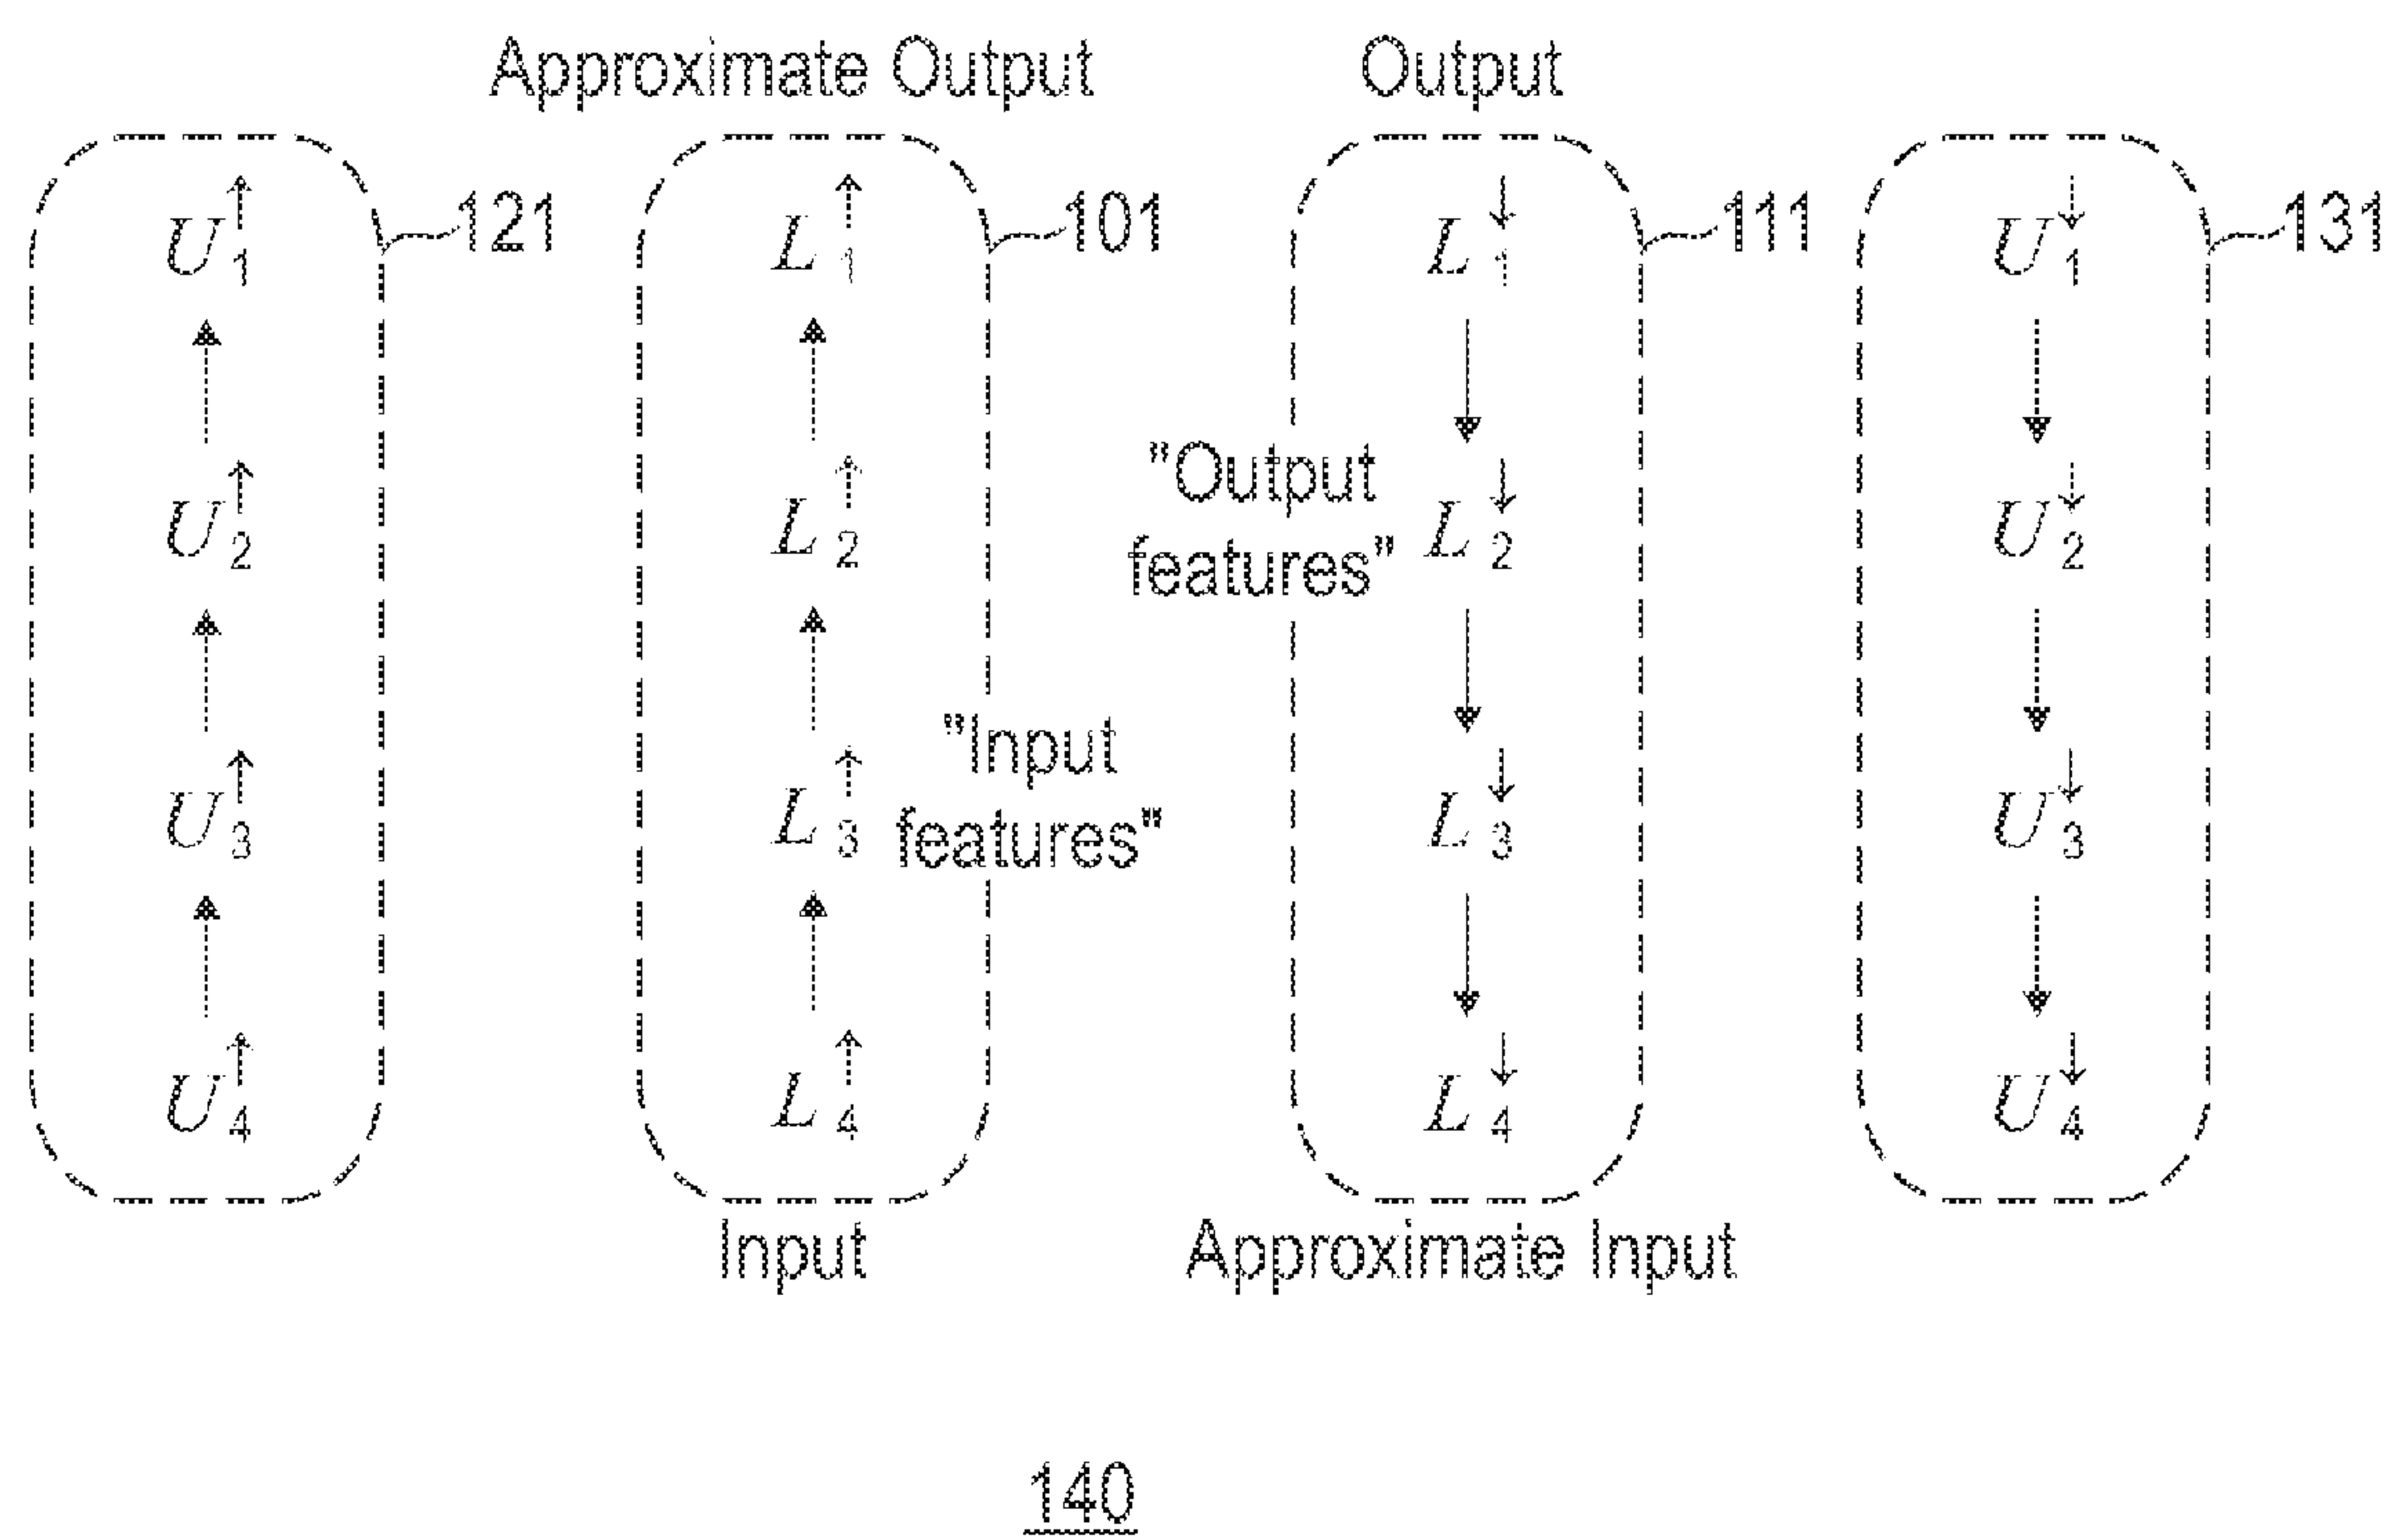 Approximate Output Output
U↑1 121 L↑1 101 L↓1 111 U↓1 131
U↑2 L↑2 "Output features" L↓2 U↓2
U↑3 L↑3 "Input features" L↓3 U↓3
U↑4 L↑4 L↓4 U↓4
Input Approximate Input
140